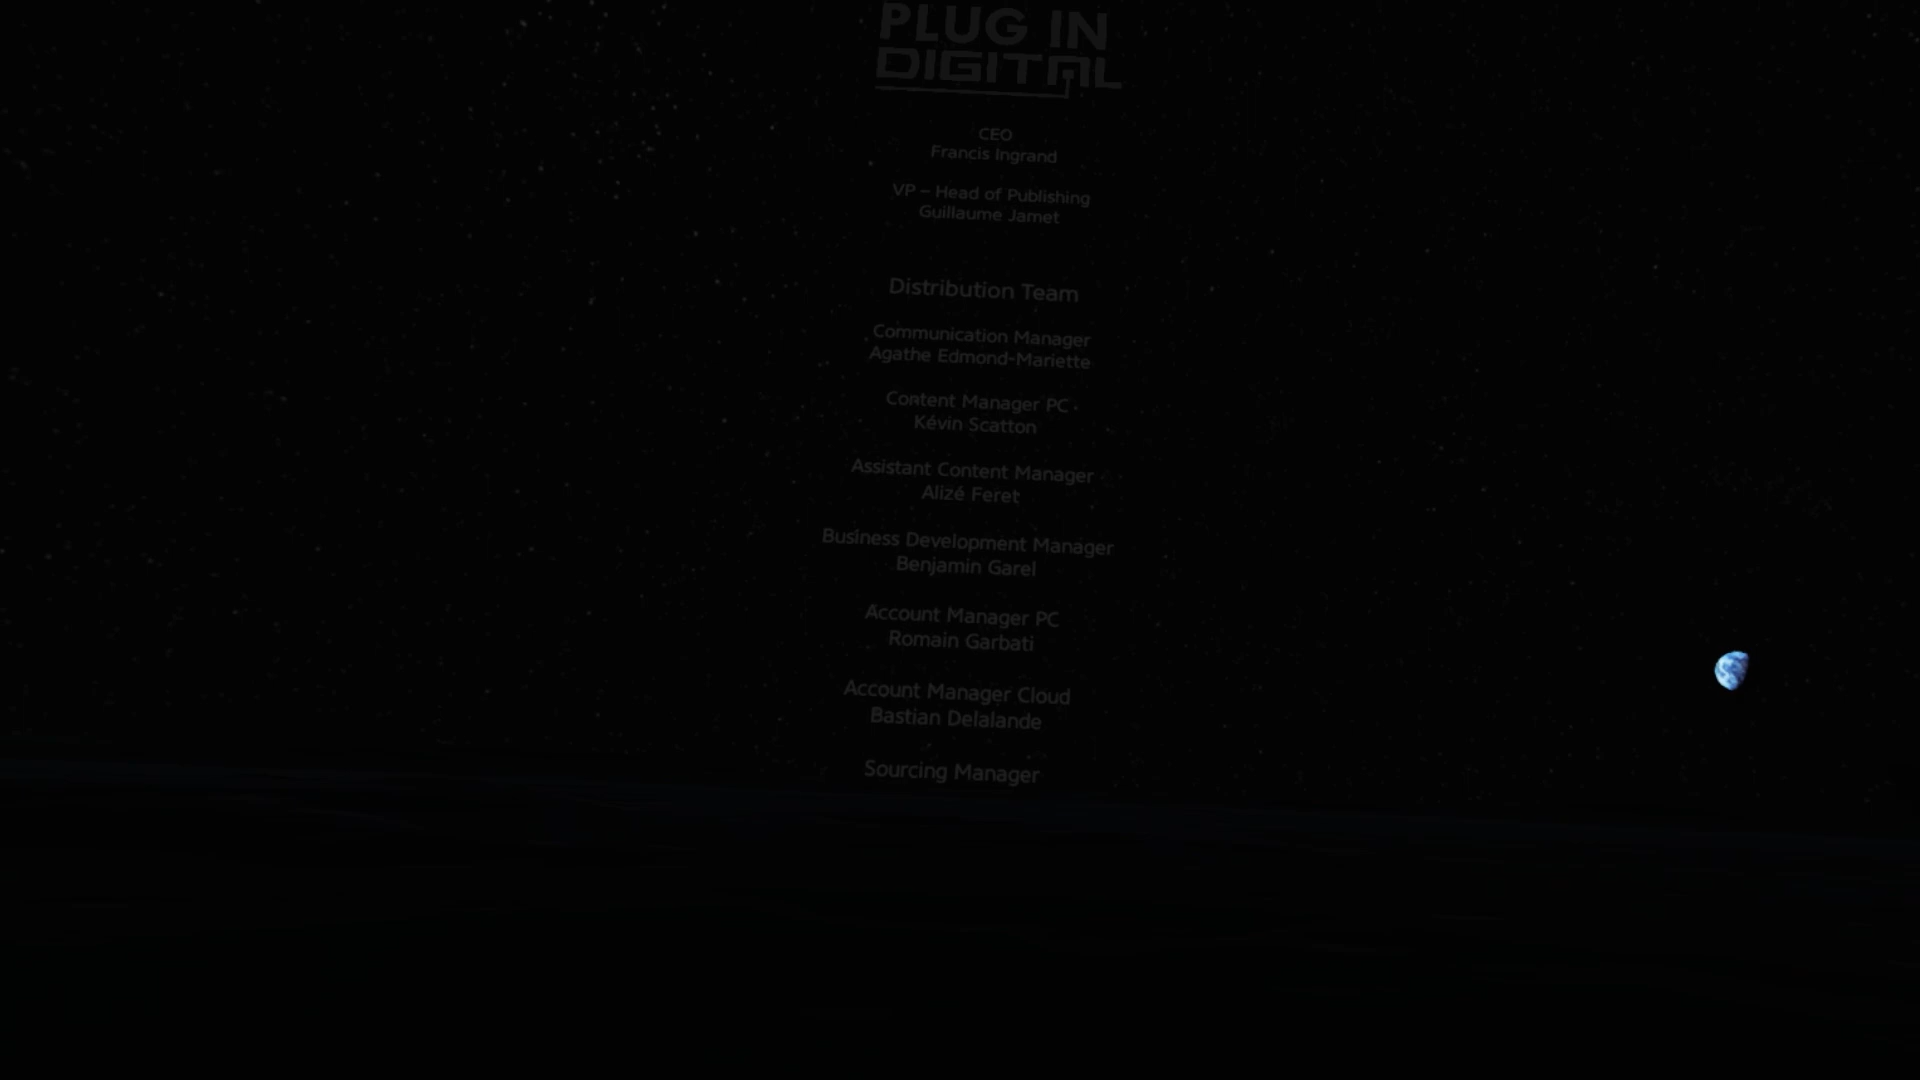 PLUG IN
DIGITAL
CEO
Francis Ingrand
VP – Head of Publishing
Guillaume Jamet
Distribution Team
Communication Manager
Agathe Edmond-Mariette
Content Manager PC
Kévin Scatton
Assistant Content Manager
Alizé Feret
Business Development Manager
Benjamin Garel
Account Manager PC
Romain Garbati
Account Manager Cloud
Bastian Delalande
Sourcing Manager